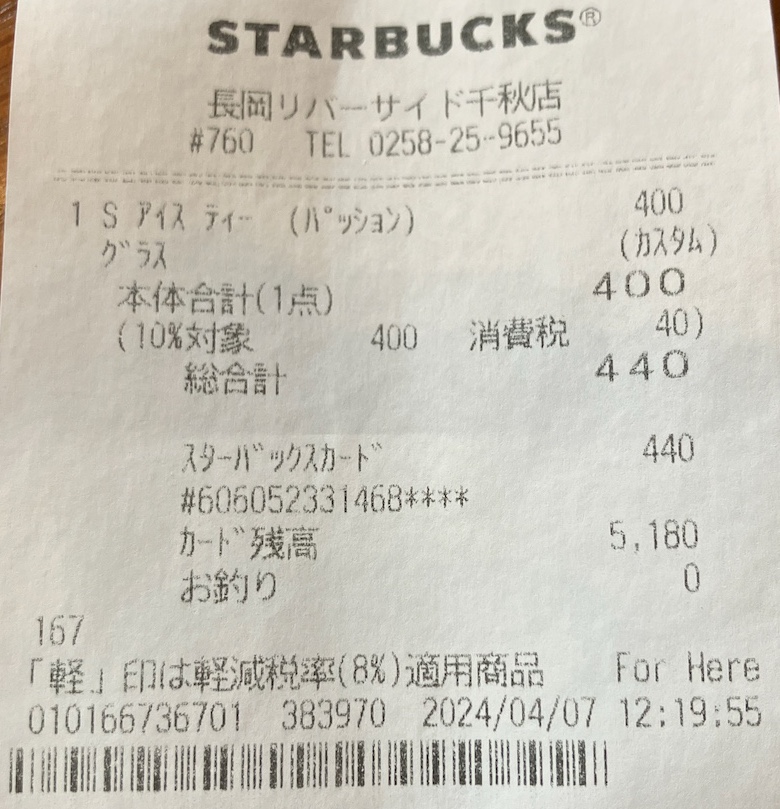 STARBUCKS®
長岡リバーサイド千秋店
#760 TEL 0258-25-9655
1 S アイス ティー (パッション) 400
グラス (カスタム)
本体合計(1点) 400
(10%対象 400 消費税 40)
総合計 440
スターバックスカード 440
#606052331468****
カード残高 5,180
お釣り 0
167
「軽」印は軽減税率(8%)適用商品 For Here
010166736701 383970 2024/04/07 12:19:55